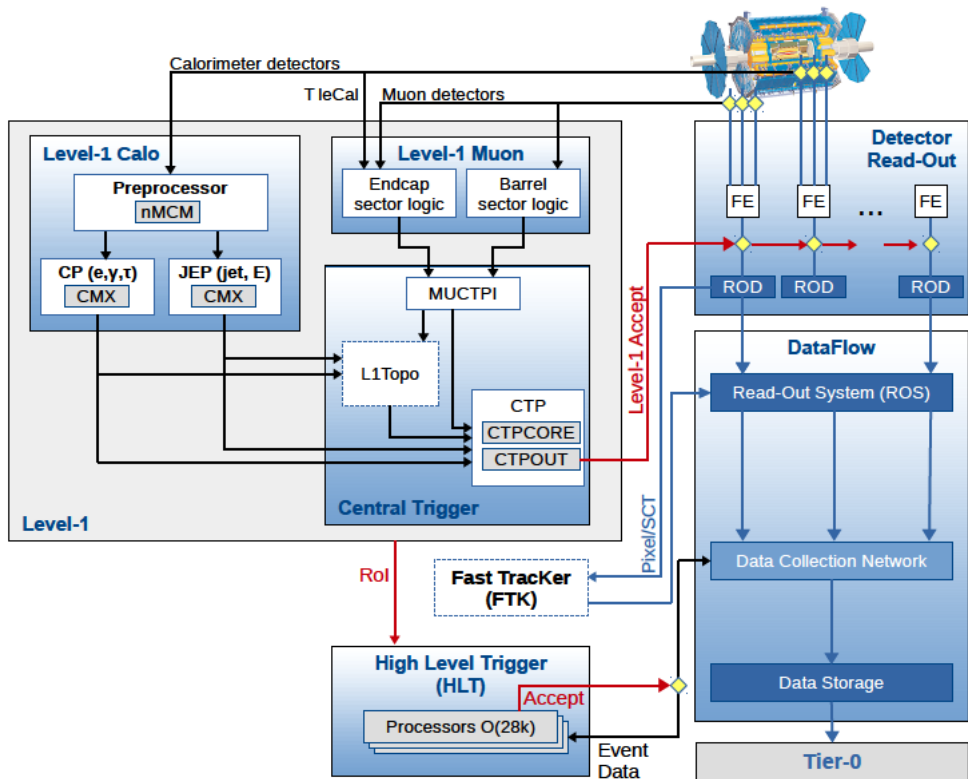 Calorimeter detectors
T leCal
Muon detectors
Level-1 Calo
Preprocessor
nMCM
CP (e,γ,τ)
CMX
JEP (jet, E)
CMX
Level-1 Muon
Endcap
sector logic
Barrel
sector logic
MUCTPI
L1Topo
CTP
CTPCORE
CTPOUT
Central Trigger
Level-1
Level-1 Accept
Detector
Read-Out
FE
FE
...
FE
ROD
ROD
ROD
DataFlow
Read-Out System (ROS)
Data Collection Network
Data Storage
Tier-0
Pixel/SCT
RoI
Fast TracKer
(FTK)
High Level Trigger
(HLT)
Accept
Processors O(28k)
Event
Data